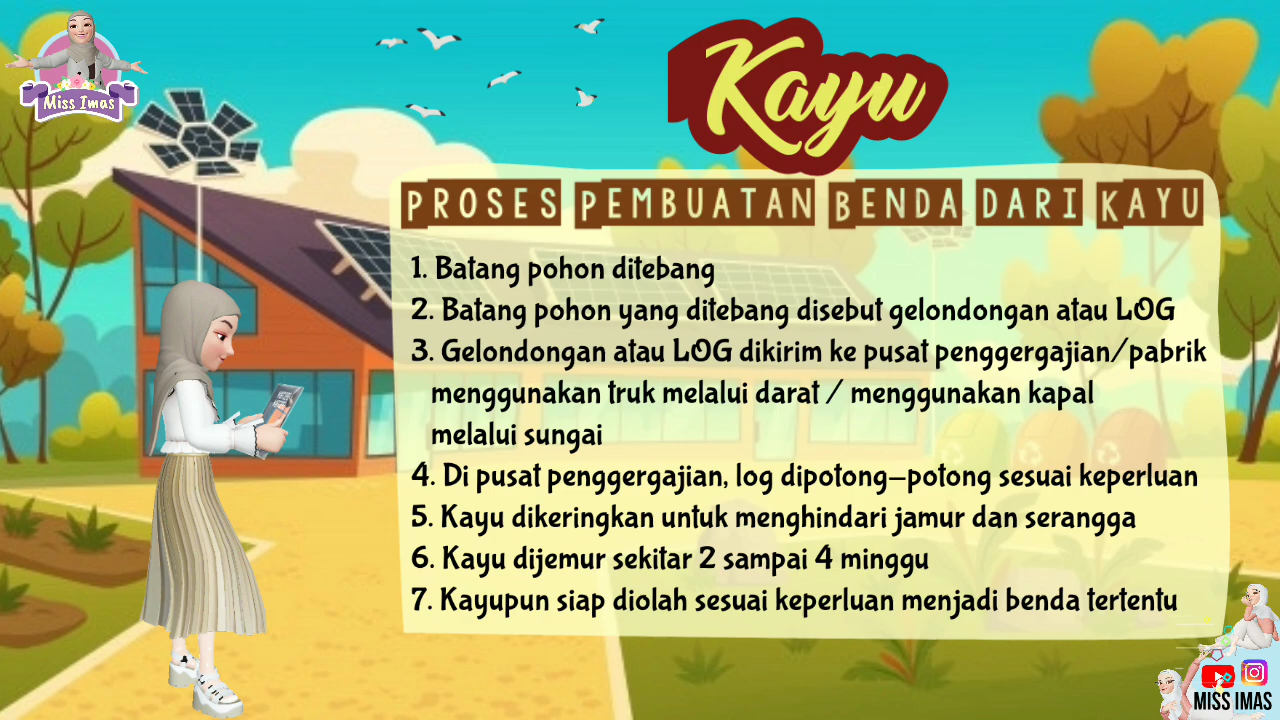 Miss Imas
Kayu
PROSES PEMBUATAN BENDA DARI KAYU
1. Batang pohon ditebang
2. Batang pohon yang ditebang disebut gelondongan atau LOG
3. Gelondongan atau LOG dikirim ke pusat penggergajian/pabrik
menggunakan truk melalui darat / menggunakan kapal
melalui sungai
4. Di pusat penggergajian, log dipotong-potong sesuai keperluan
5. Kayu dikeringkan untuk menghindari jamur dan serangga
6. Kayu dijemur sekitar 2 sampai 4 minggu
7. Kayupun siap diolah sesuai keperluan menjadi benda tertentu
MISS IMAS